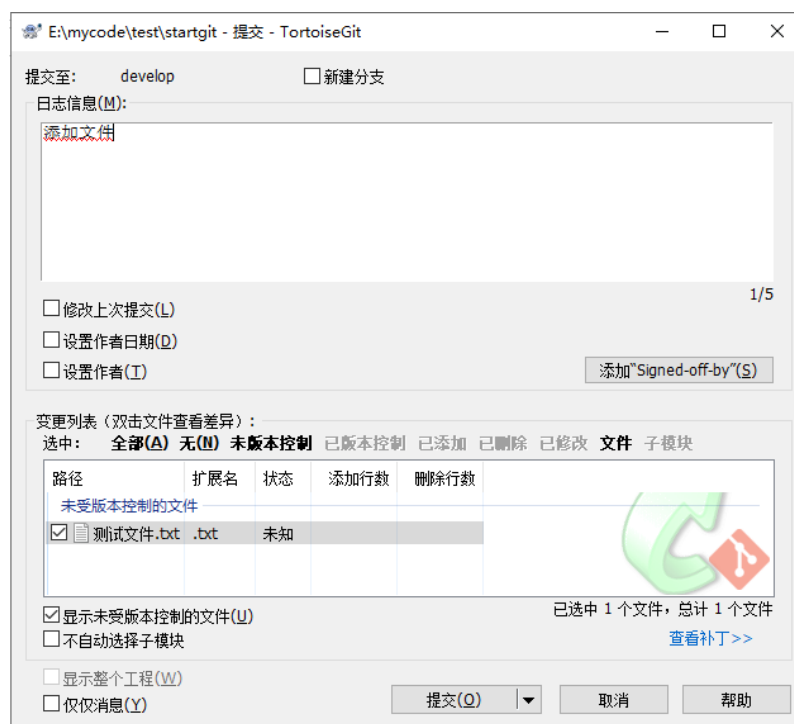 E:\mycode\test\startgit - 提交 - TortoiseGit
提交至: develop 新建分支
日志信息(M):
添加文件
1/5
修改上次提交(L)
设置作者日期(D)
设置作者(T) 添加"Signed-off-by"(S)
变更列表（双击文件查看差异）:
选中: 全部(A) 无(N) 未版本控制 已版本控制 已添加 已删除 已修改 文件 子模块
路径 扩展名 状态 添加行数 删除行数
未受版本控制的文件
测试文件.txt .txt 未知
显示未受版本控制的文件(U) 已选中 1 个文件，总计 1 个文件
不自动选择子模块 查看补丁>>
显示整个工程(W)
仅仅消息(Y) 提交(O) 取消 帮助